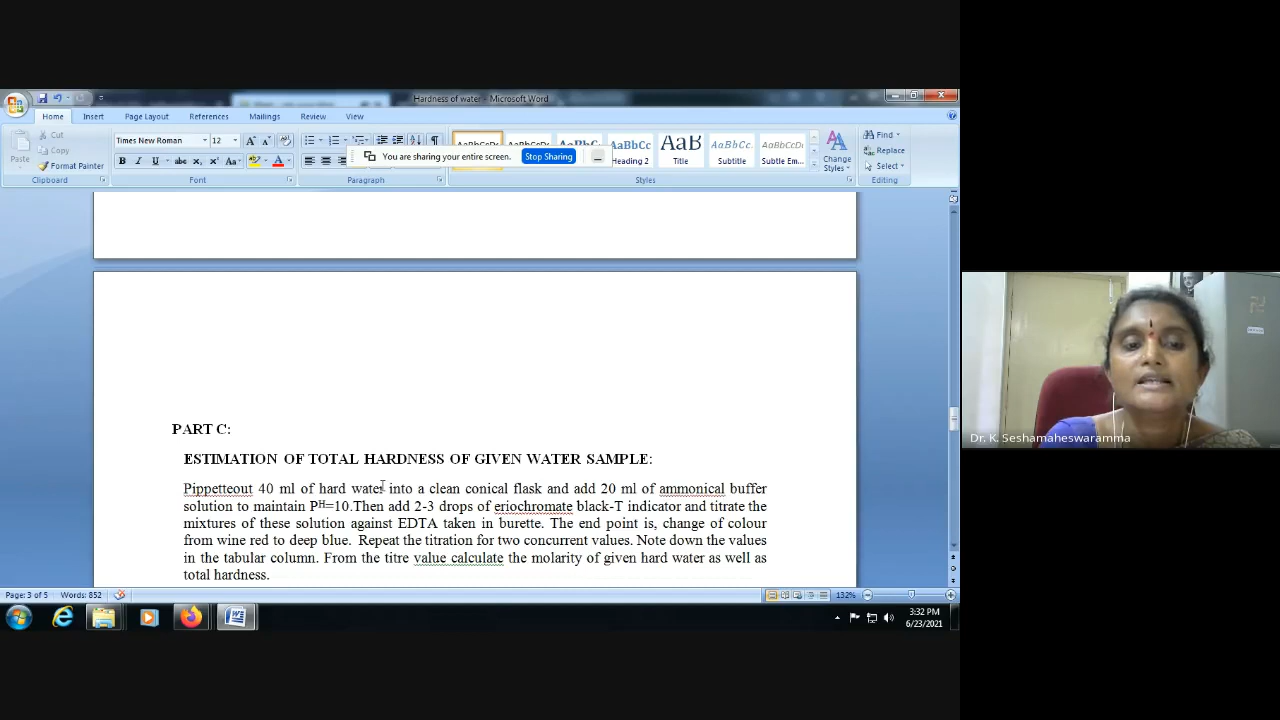 Hardness of water - Microsoft Word
Home Insert Page Layout References Mailings Review View
Paste
Cut
Copy
Format Painter
Times New Roman 12
You are sharing your entire screen. Stop Sharing
Heading 2 Title Subtitle Subtle Em...
Change
Styles
Find
Replace
Select
Clipboard Font Paragraph Styles Editing
PART C:
ESTIMATION OF TOTAL HARDNESS OF GIVEN WATER SAMPLE:
Pippetteout 40 ml of hard water into a clean conical flask and add 20 ml of ammonical buffer
solution to maintain Pᴴ=10.Then add 2-3 drops of eriochromate black-T indicator and titrate the
mixtures of these solution against EDTA taken in burette. The end point is, change of colour
from wine red to deep blue. Repeat the titration for two concurrent values. Note down the values
in the tabular column. From the titre value calculate the molarity of given hard water as well as
total hardness.
Page: 3 of 5 Words: 852 132%
3:32 PM
6/23/2021
Dr. K. Seshamaheswaramma